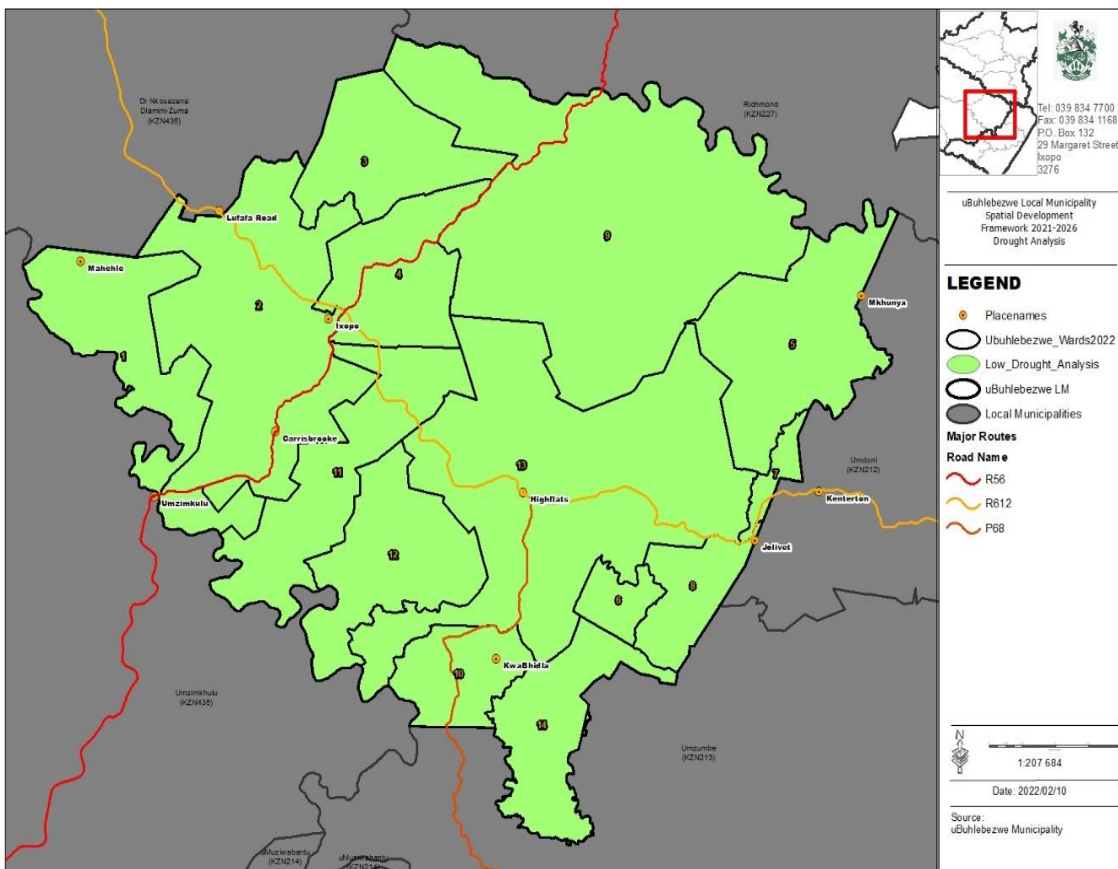 Dr Nkosazana
Dlamini-Zuma
(KZN436)
Richmond
(KZN227)
3
Lufafa Road
9
Mahehle
4
2
Mkhunya
Ixopo
5
1
Carrisbrooke
11
13
7
Umdoni
(KZN212)
Highflats
Kenterton
Umzimkulu
Jolivet
12
6
8
KwaBhidla
10
Umzimkhulu
(KZN435)
14
Umzumbe
(KZN213)
uMuziwabantu
(KZN214)
uMuziwabantu
(KZN214)
Tel: 039 834 7700
Fax: 039 834 1168
P.O. Box 132
29 Margaret Street
Ixopo
3276
uBuhlebezwe Local Municipality
Spatial Development
Framework 2021-2026
Drought Analysis
LEGEND
Placenames
Ubuhlebezwe_Wards2022
Low_Drought_Analysis
uBuhlebezwe LM
Local Municipalities
Major Routes
Road Name
R56
R612
P68
N
1:207 684
Date: 2022/02/10
Source:
uBuhlebezwe Municipality